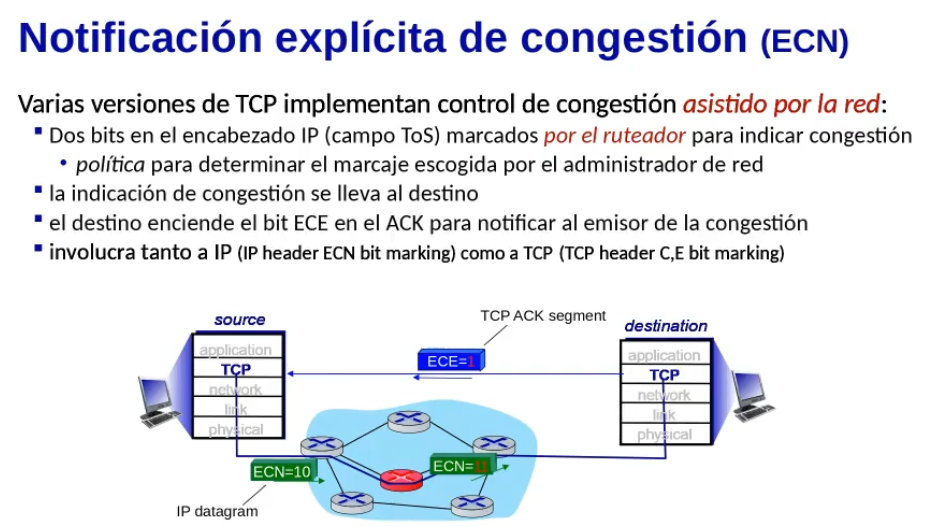 Notificación explícita de congestión (ECN)
Varias versiones de TCP implementan control de congestión asistido por la red:
Dos bits en el encabezado IP (campo ToS) marcados por el ruteador para indicar congestión
política para determinar el marcaje escogida por el administrador de red
la indicación de congestión se lleva al destino
el destino enciende el bit ECE en el ACK para notificar al emisor de la congestión
involucra tanto a IP (IP header ECN bit marking) como a TCP (TCP header C,E bit marking)
source
application
TCP
network
link
physical
TCP ACK segment
ECE=1
destination
application
TCP
network
link
physical
ECN=10
ECN=11
IP datagram